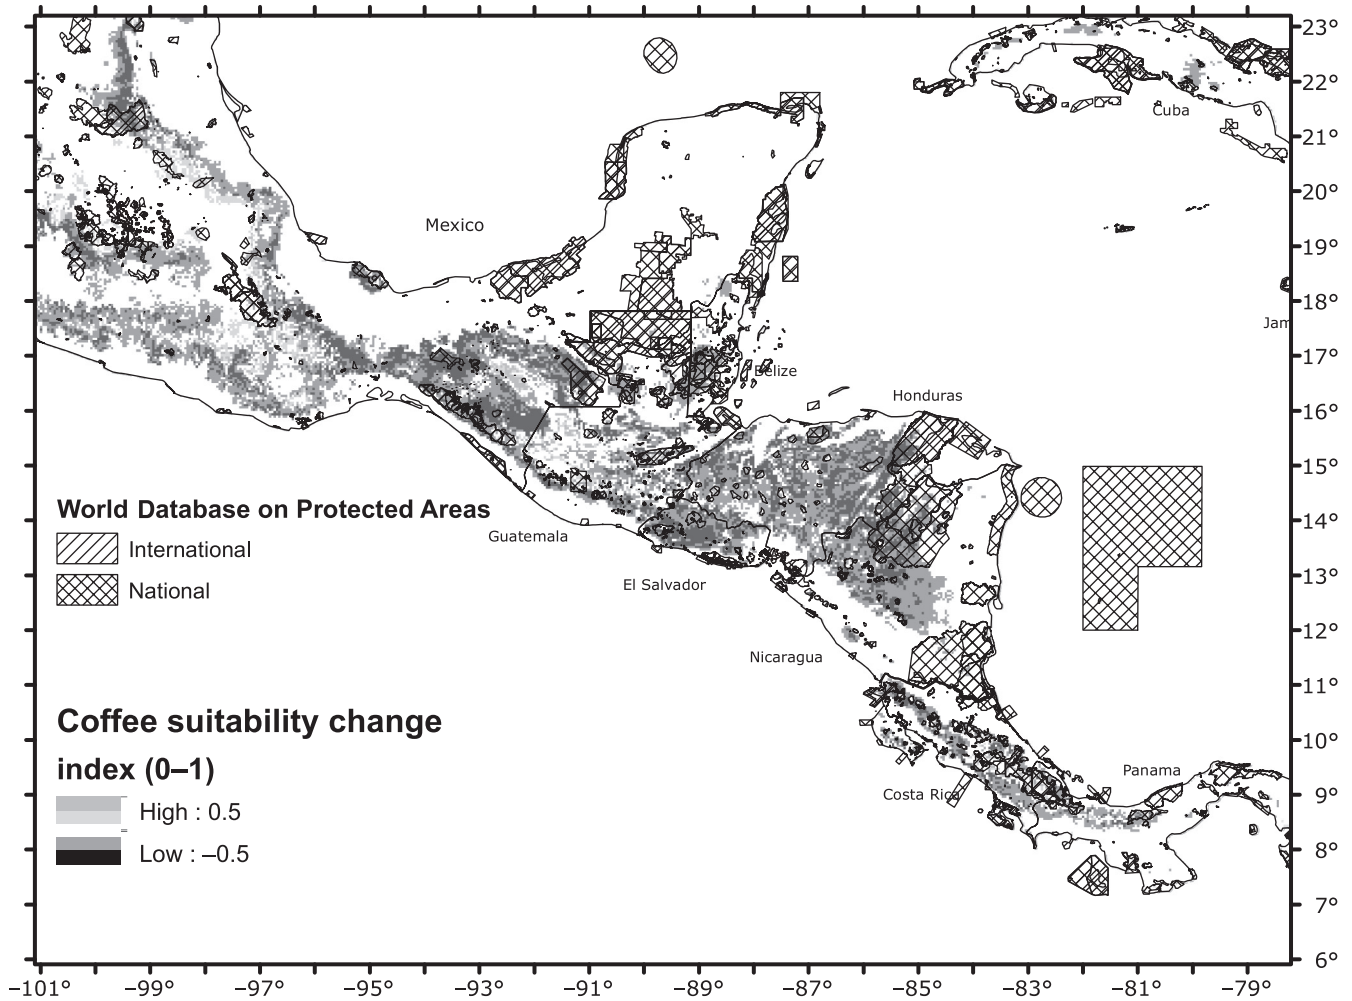 23°
22°
Cuba
21°
20°
Mexico
19°
18°
Jam
17°
Belize
Honduras
16°
15°
World Database on Protected Areas
Guatemala
14°
International
El Salvador
13°
National
12°
Nicaragua
11°
Coffee suitability change
10°
index (0–1)
Panama
Costa Rica
9°
High : 0.5
Low : –0.5
8°
7°
6°
–101° –99° –97° –95° –93° –91° –89° –87° –85° –83° –81° –79°